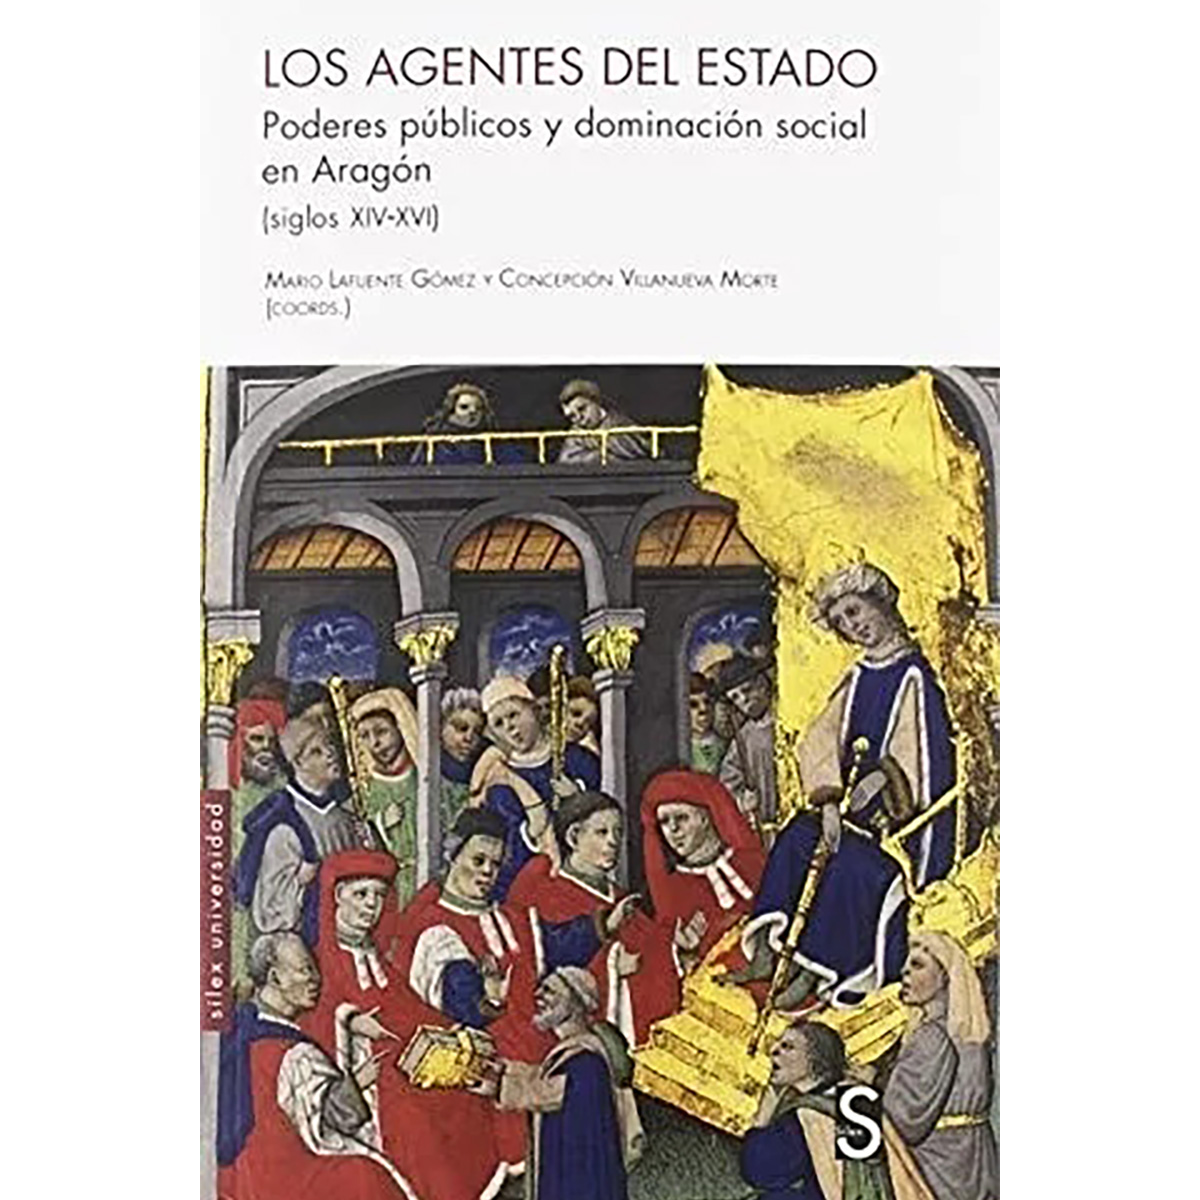 LOS AGENTES DEL ESTADO
Poderes públicos y dominación social
en Aragón
(siglos XIV-XVI)
Mario Lafuente Gómez y Concepción Villanueva Morte
(coords.)
sílex universidad
S